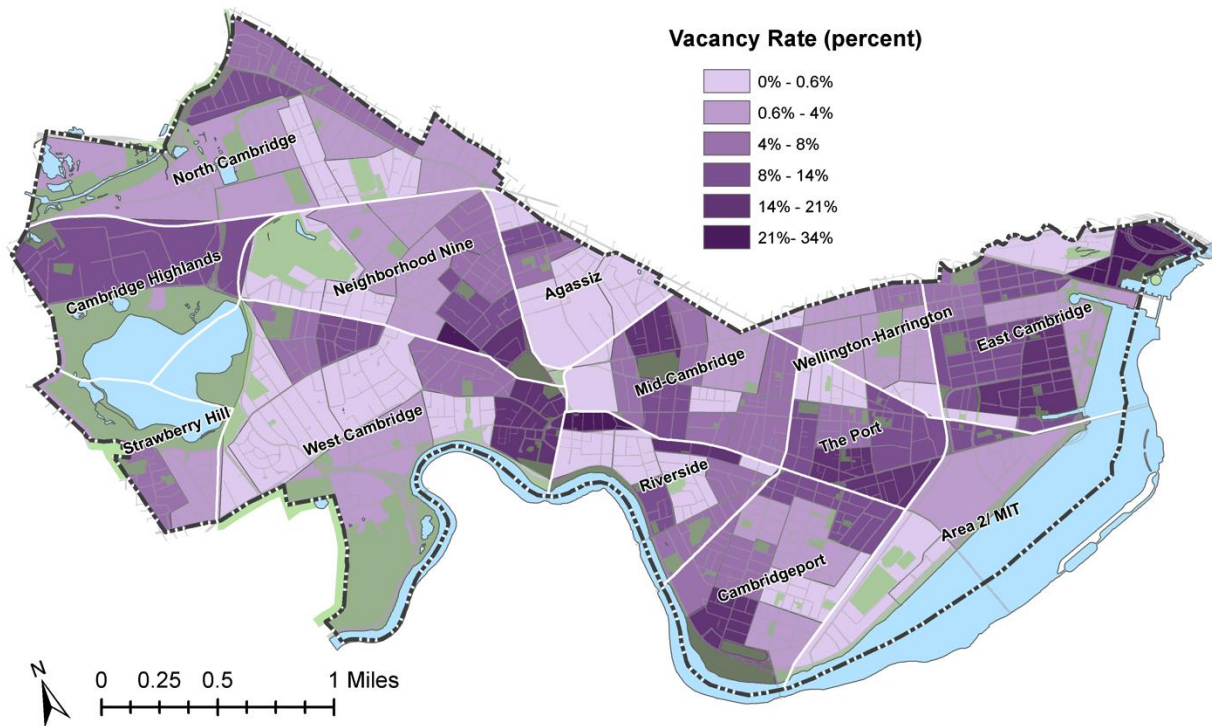 Vacancy Rate (percent)
0% - 0.6%
0.6% - 4%
4% - 8%
8% - 14%
14% - 21%
21%- 34%
North Cambridge
Cambridge Highlands
Neighborhood Nine
Agassiz
Strawberry Hill
West Cambridge
Mid-Cambridge
Wellington-Harrington
East Cambridge
The Port
Riverside
Area 2/ MIT
Cambridgeport
N
0 0.25 0.5 1 Miles